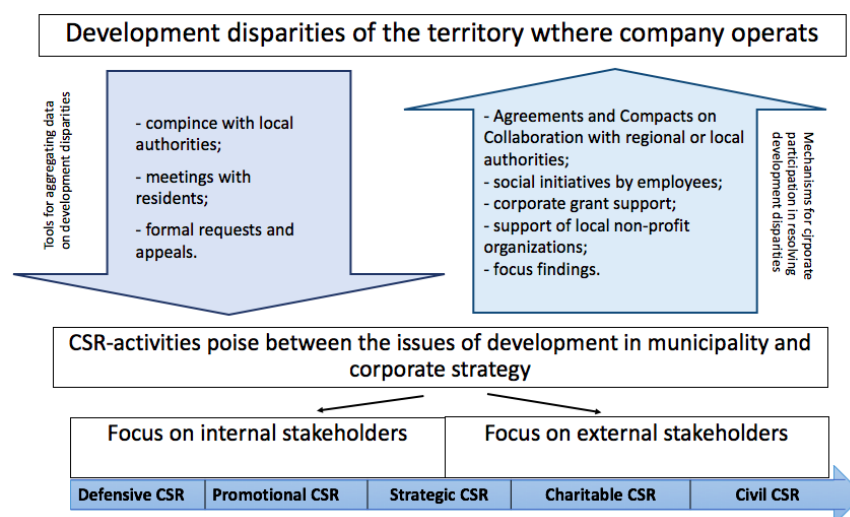 Development disparities of the territory wthere company operats
Tools for aggregating data
on development disparities
- compince with local
authorities;
- meetings with
residents;
- formal requests and
appeals.
- Agreements and Compacts on
Collaboration with regional or local
authorities;
- social initiatives by employees;
- corporate grant support;
- support of local non-profit
organizations;
- focus findings.
Mechanisms for cjrporate
participation in resolving
development disparities
CSR-activities poise between the issues of development in municipality and
corporate strategy
Focus on internal stakeholders
Focus on external stakeholders
Defensive CSR
Promotional CSR
Strategic CSR
Charitable CSR
Civil CSR